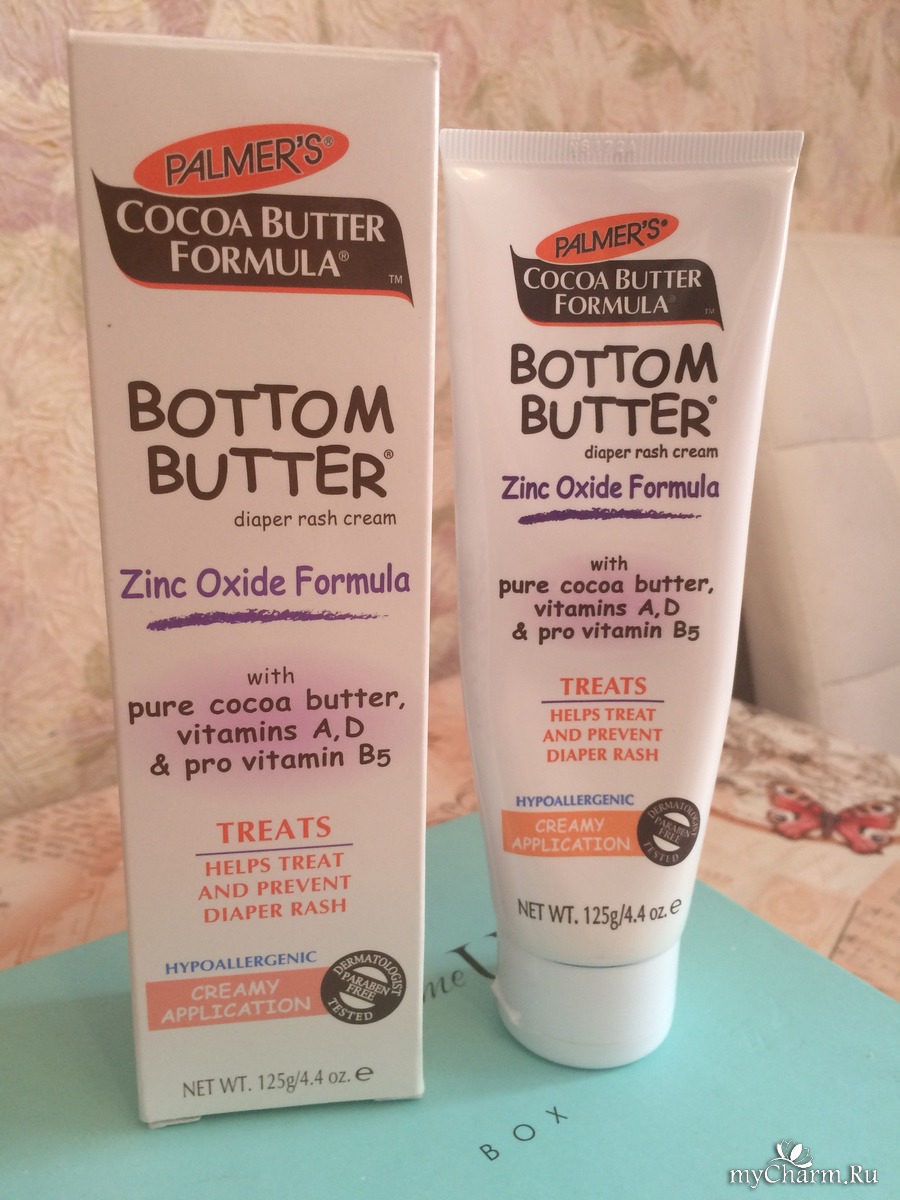 PALMER'S®
COCOA BUTTER
FORMULA®
™
BOTTOM
BUTTER®
diaper rash cream
Zinc Oxide Formula
with
pure cocoa butter,
vitamins A,D
& pro vitamin B5
TREATS
HELPS TREAT
AND PREVENT
DIAPER RASH
HYPOALLERGENIC
CREAMY
APPLICATION
DERMATOLOGIST
PARABEN
FREE
TESTED
NET WT. 125g/4.4 oz. e
PALMER'S®
COCOA BUTTER
FORMULA®
™
BOTTOM
BUTTER®
diaper rash cream
Zinc Oxide Formula
with
pure cocoa butter,
vitamins A,D
& pro vitamin B5
TREATS
HELPS TREAT
AND PREVENT
DIAPER RASH
HYPOALLERGENIC
CREAMY
APPLICATION
DERMATOLOGIST
PARABEN
FREE
TESTED
NET WT. 125g/4.4 oz. e
BOX
myCharm.Ru